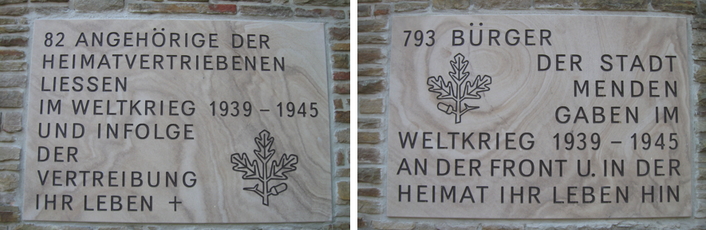 82 ANGEHÖRIGE DER
HEIMATVERTRIEBENEN
LIESSEN
IM WELTKRIEG 1939 – 1945
UND INFOLGE
DER
VERTREIBUNG
IHR LEBEN +
793 BÜRGER
DER STADT
MENDEN
GABEN IM
WELTKRIEG 1939 – 1945
AN DER FRONT U. IN DER
HEIMAT IHR LEBEN HIN